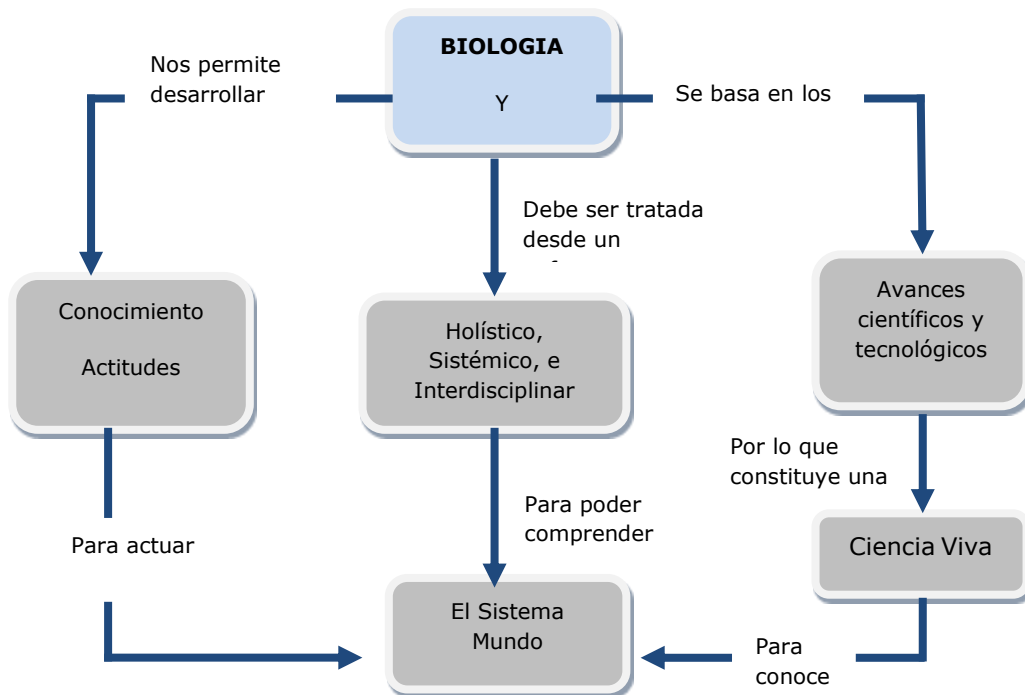 BIOLOGIA
Y
Nos permite
desarrollar
Se basa en los
Debe ser tratada
desde un
Conocimiento
Actitudes
Holístico,
Sistémico, e
Interdisciplinar
Avances
científicos y
tecnológicos
Por lo que
constituye una
Para actuar
Para poder
comprender
Ciencia Viva
El Sistema
Mundo
Para
conoce